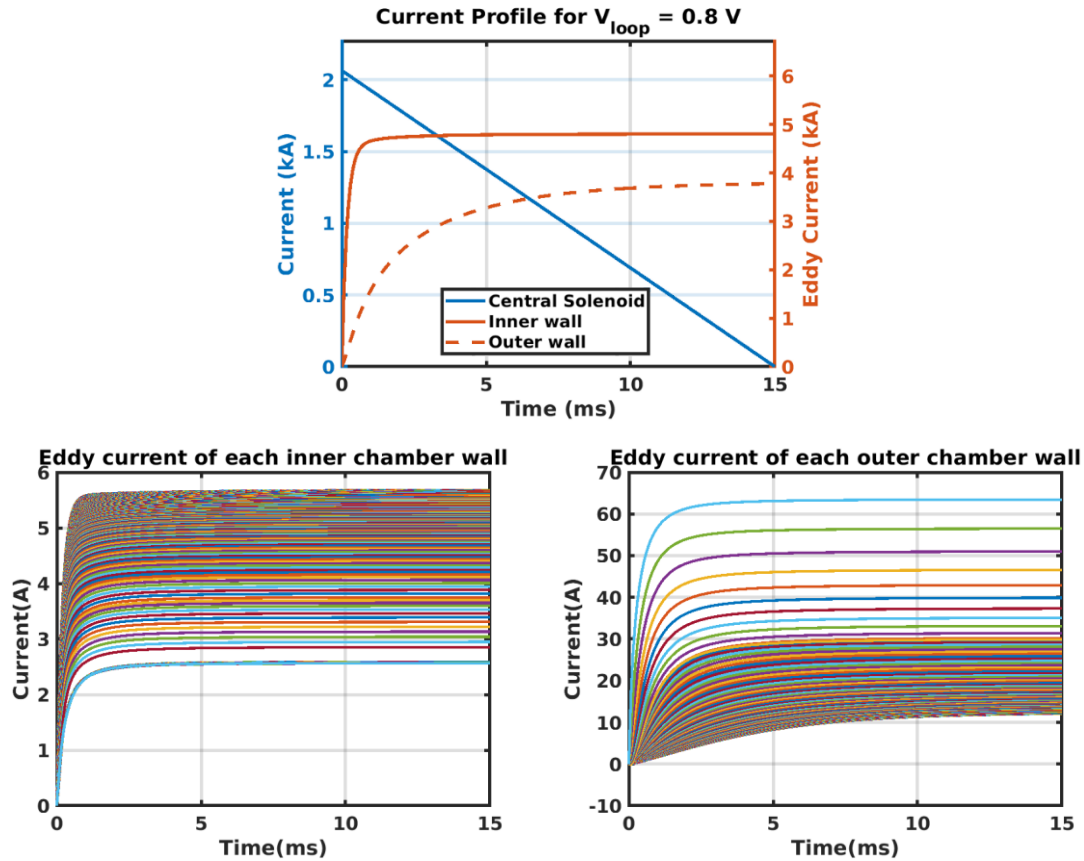 Current Profile for V_loop = 0.8 V
Current (kA)
2
1.5
1
0.5
0
Eddy Current (kA)
6
5
4
3
2
1
0
Central Solenoid
Inner wall
Outer wall
0 5 10 15
Time (ms)
Eddy current of each inner chamber wall
Current(A)
6
5
4
3
2
1
0
0 5 10 15
Time(ms)
Eddy current of each outer chamber wall
Current(A)
70
60
50
40
30
20
10
0
-10
0 5 10 15
Time(ms)